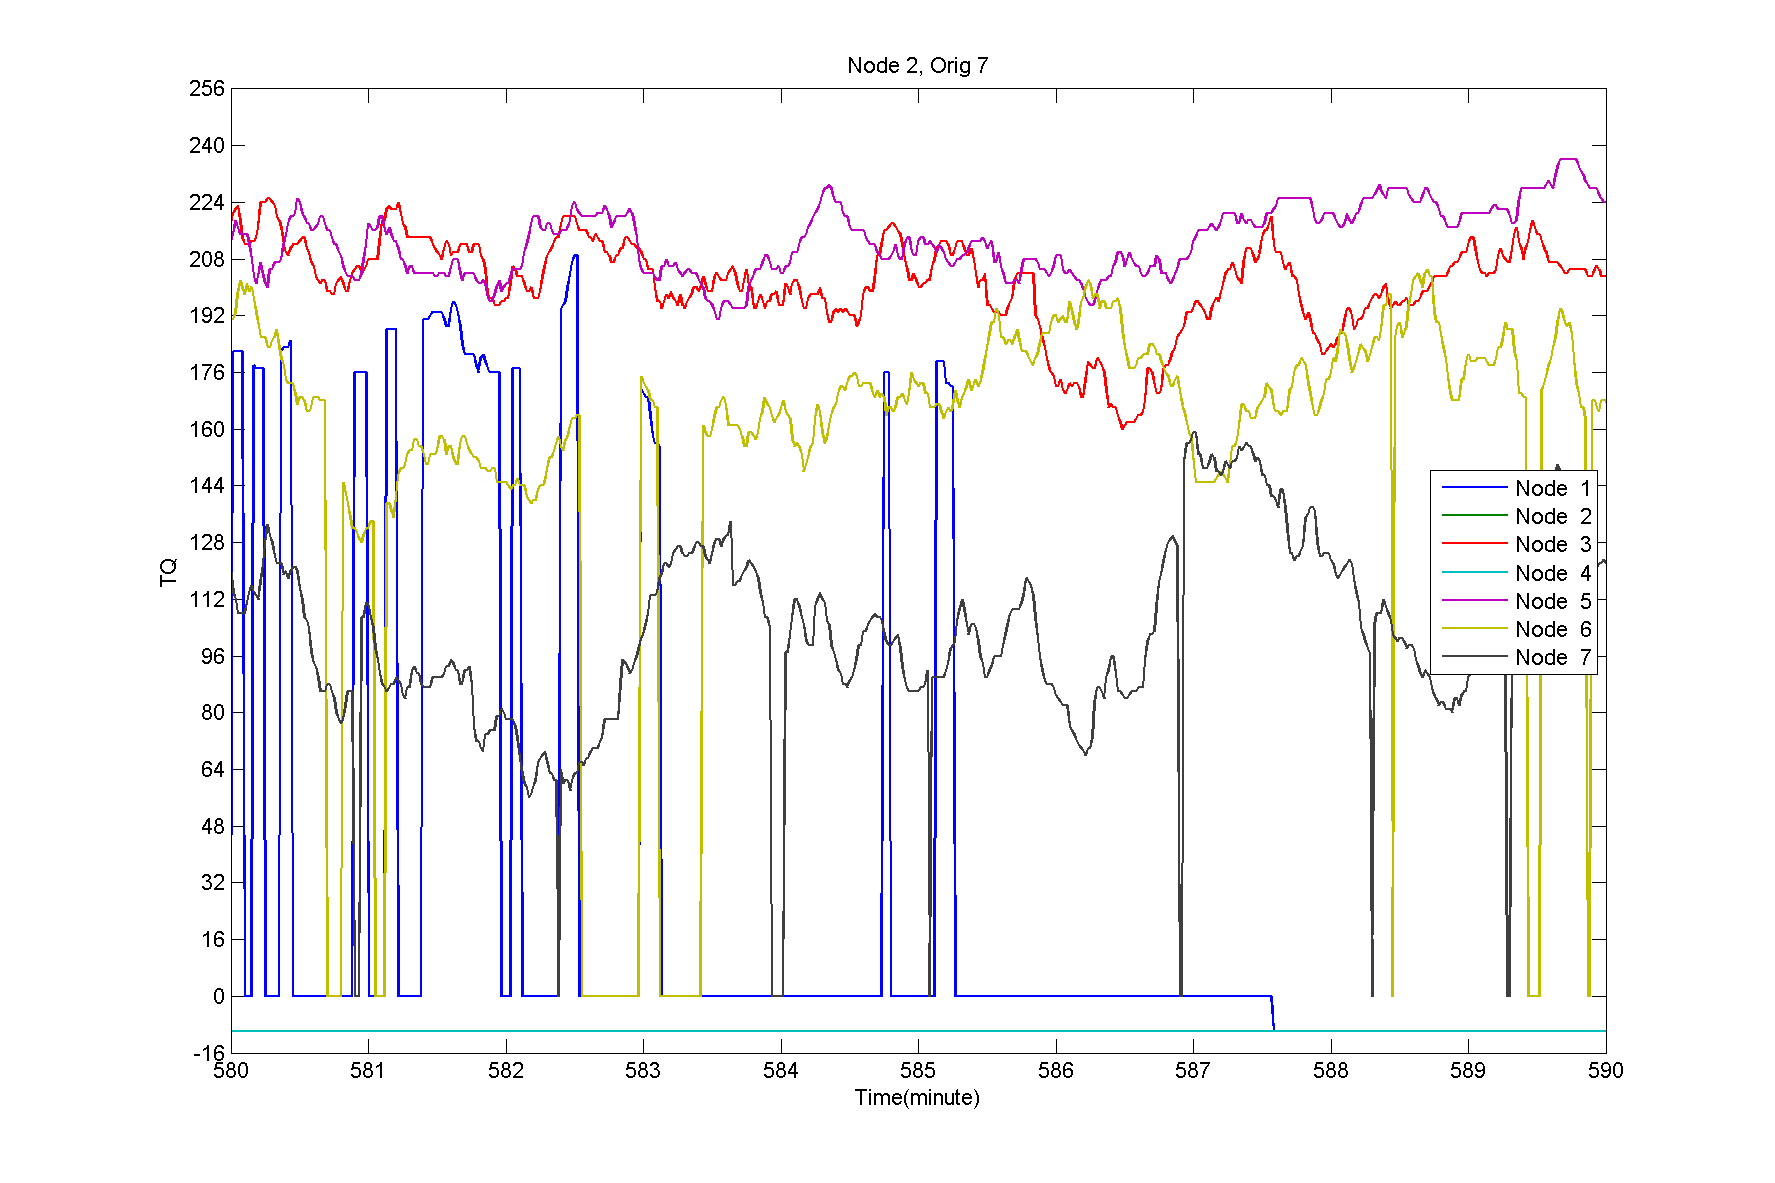 Node 2, Orig 7
256
240
224
208
192
176
160
144
128
112
96
80
64
48
32
16
0
-16
TQ
Node 1
Node 2
Node 3
Node 4
Node 5
Node 6
Node 7
580 581 582 583 584 585 586 587 588 589 590
Time(minute)